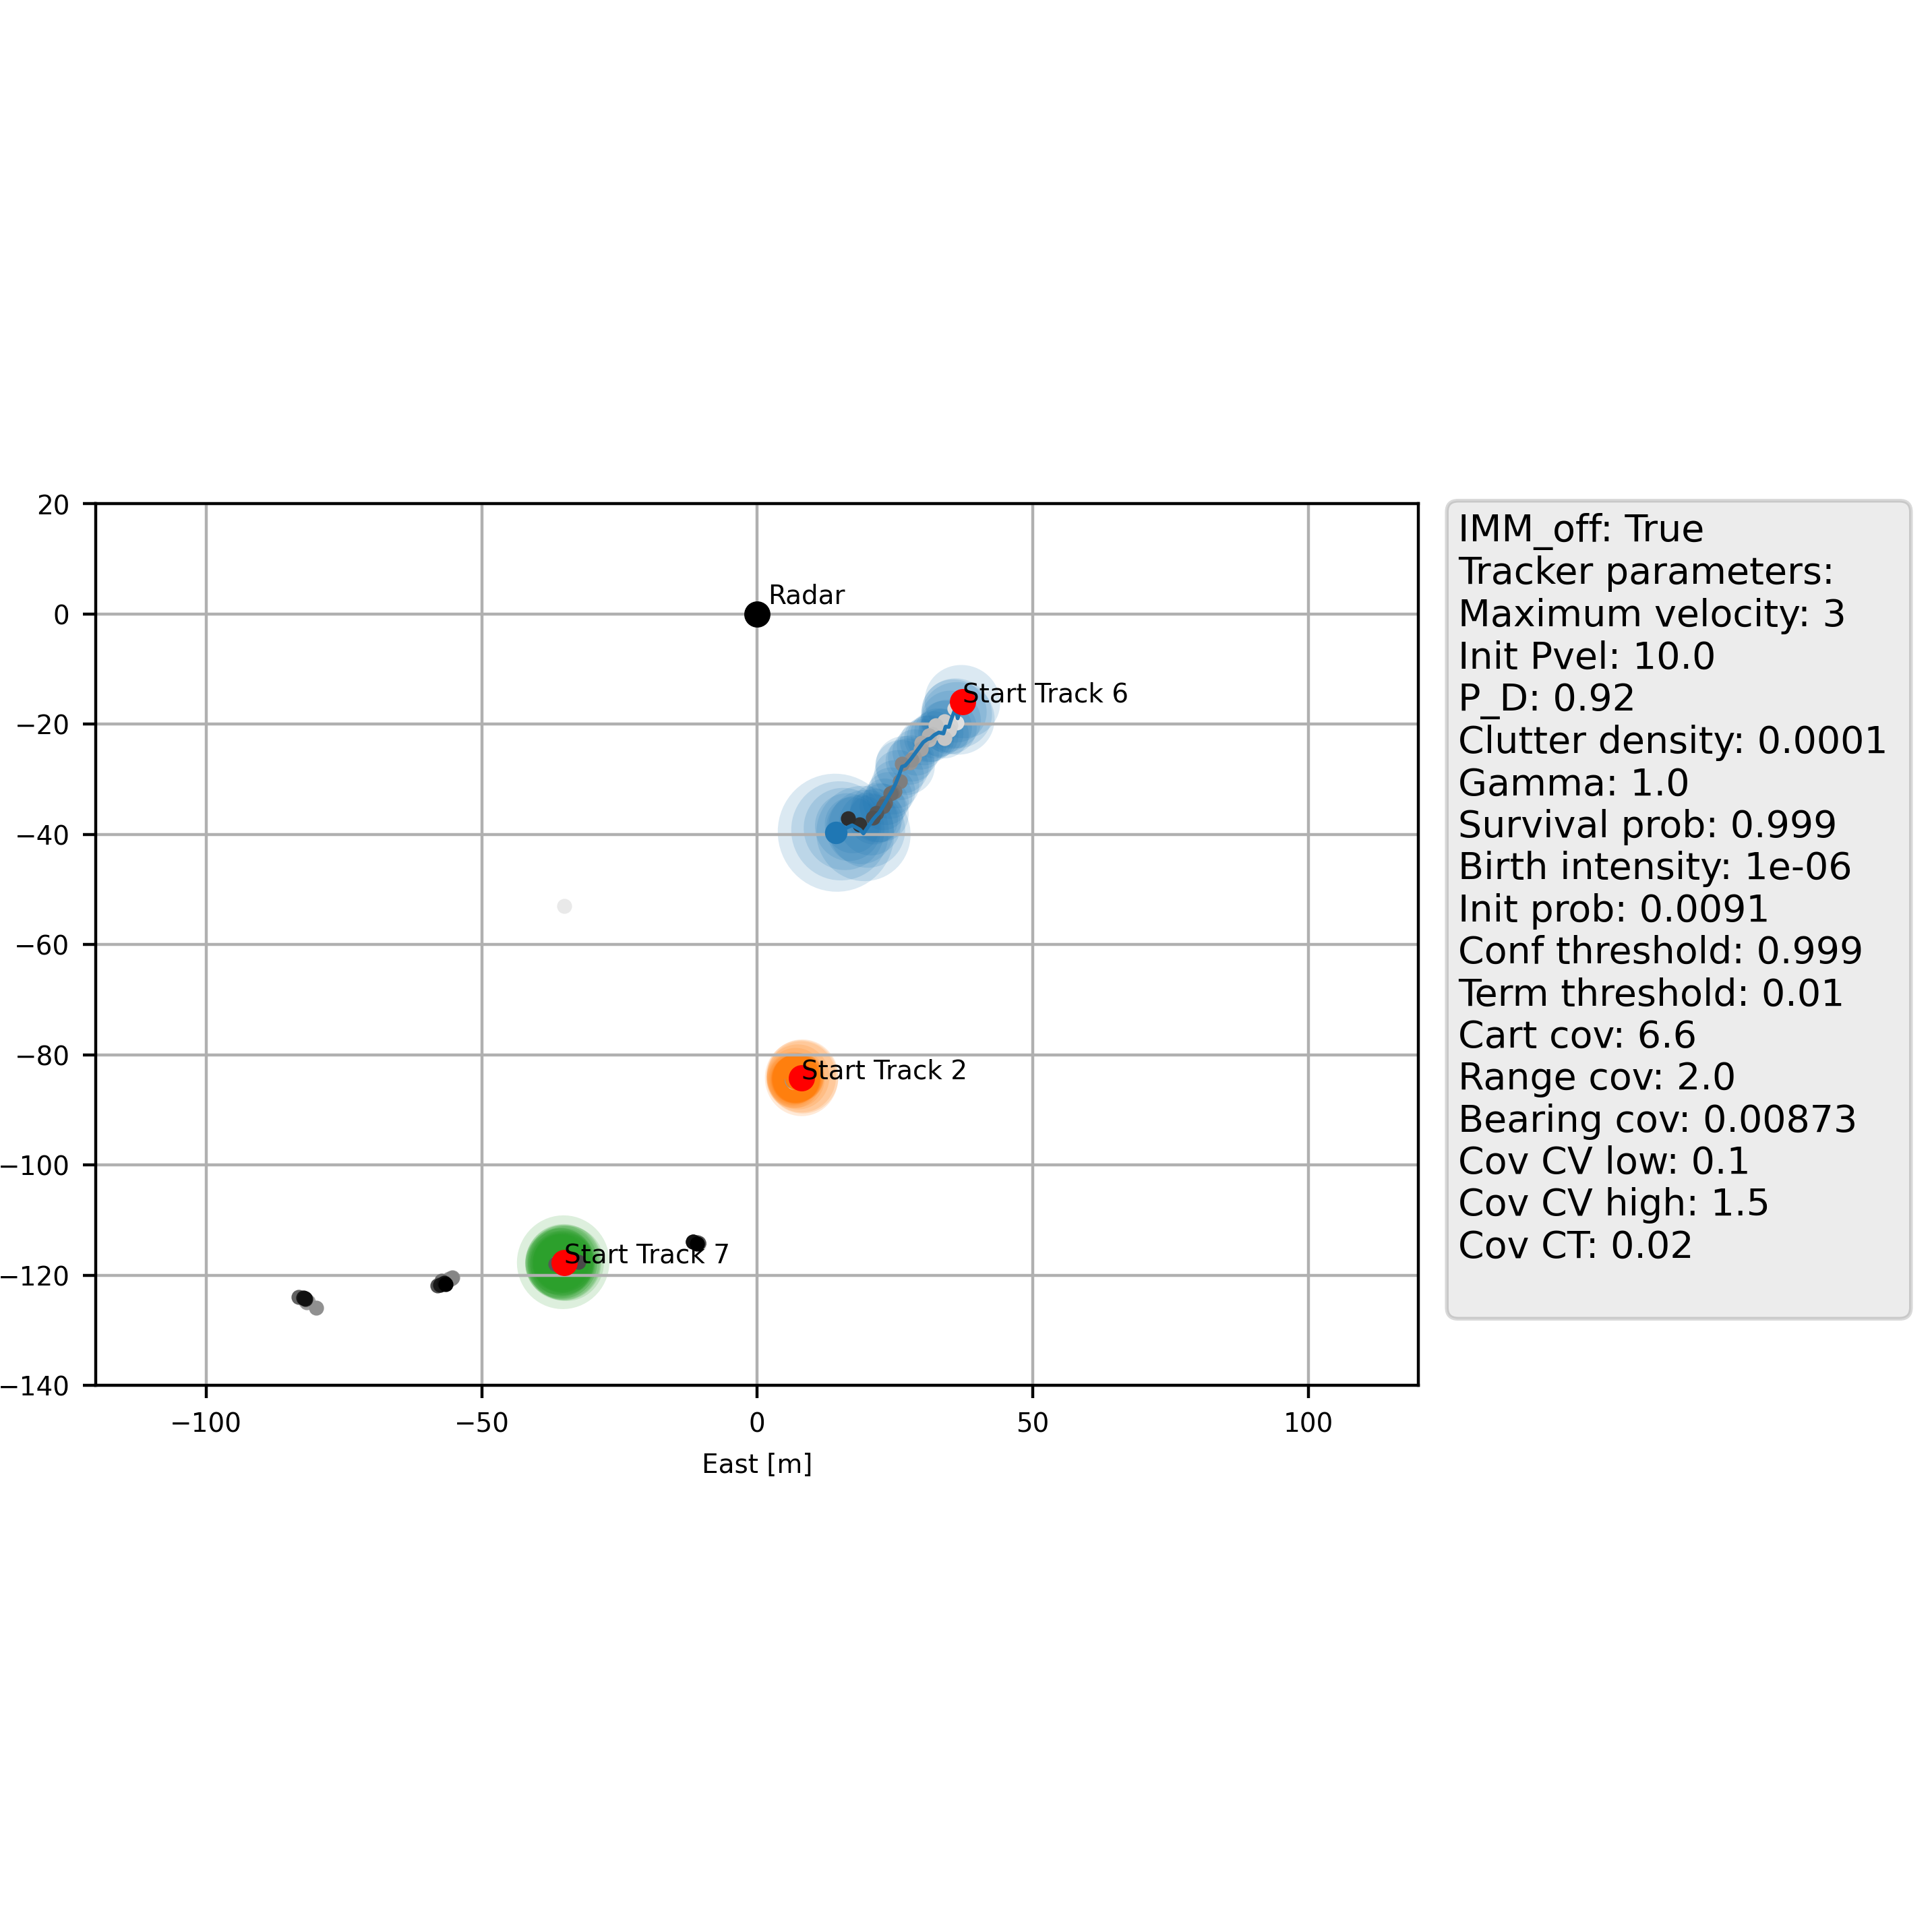 20
0
−20
−40
−60
−80
−100
−120
−140
−100
−50
0
50
100
East [m]
Radar
Start Track 6
Start Track 2
Start Track 7
IMM_off: True
Tracker parameters:
Maximum velocity: 3
Init Pvel: 10.0
P_D: 0.92
Clutter density: 0.0001
Gamma: 1.0
Survival prob: 0.999
Birth intensity: 1e-06
Init prob: 0.0091
Conf threshold: 0.999
Term threshold: 0.01
Cart cov: 6.6
Range cov: 2.0
Bearing cov: 0.00873
Cov CV low: 0.1
Cov CV high: 1.5
Cov CT: 0.02